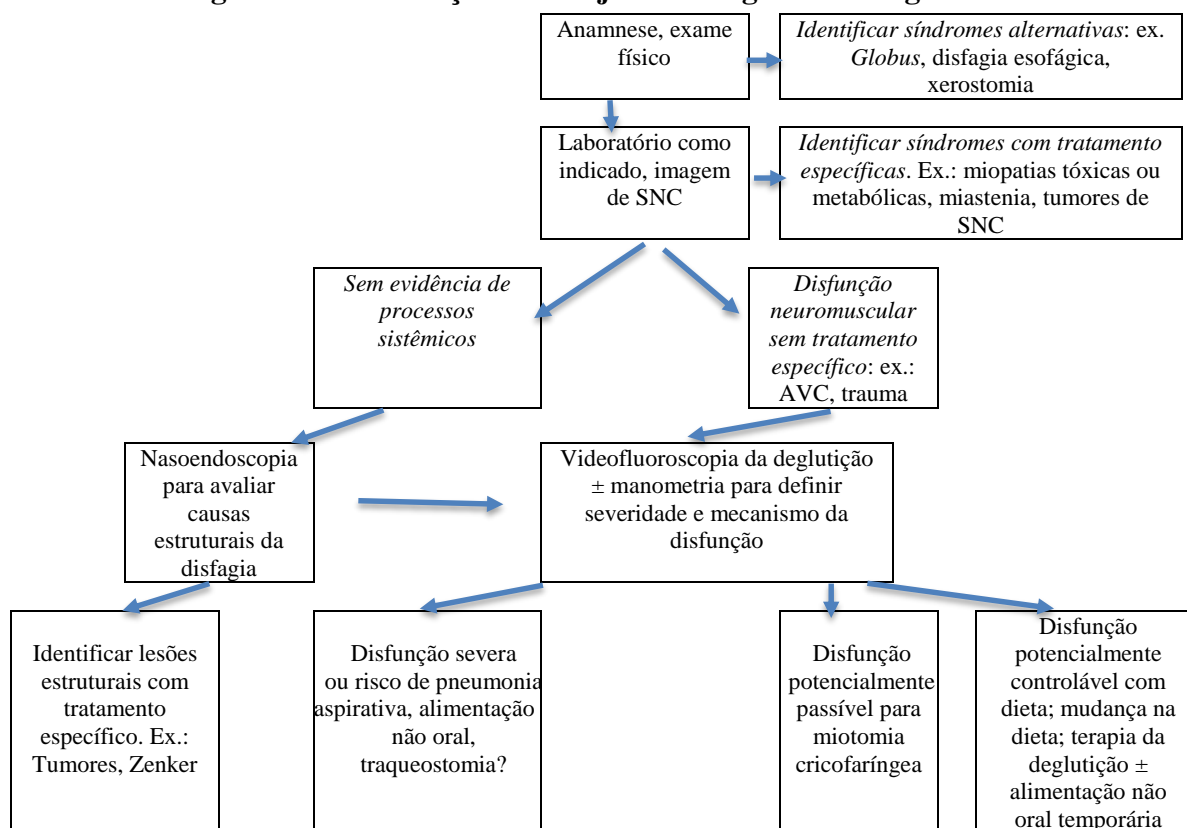 Anamnese, exame
físico
Identificar síndromes alternativas: ex.
Globus, disfagia esofágica,
xerostomia
Laboratório como
indicado, imagem
de SNC
Identificar síndromes com tratamento
específicas. Ex.: miopatias tóxicas ou
metabólicas, miastenia, tumores de
SNC
Sem evidência de
processos
sistêmicos
Disfunção
neuromuscular
sem tratamento
específico: ex.:
AVC, trauma
Nasoendoscopia
para avaliar
causas
estruturais da
disfagia
Videofluoroscopia da deglutição
± manometria para definir
severidade e mecanismo da
disfunção
Identificar lesões
estruturais com
tratamento
específico. Ex.:
Tumores, Zenker
Disfunção severa
ou risco de pneumonia
aspirativa, alimentação
não oral,
traqueostomia?
Disfunção
potencialmente
passível para
miotomia
cricofaríngea
Disfunção
potencialmente
controlável com
dieta; mudança na
dieta; terapia da
deglutição ±
alimentação não
oral temporária